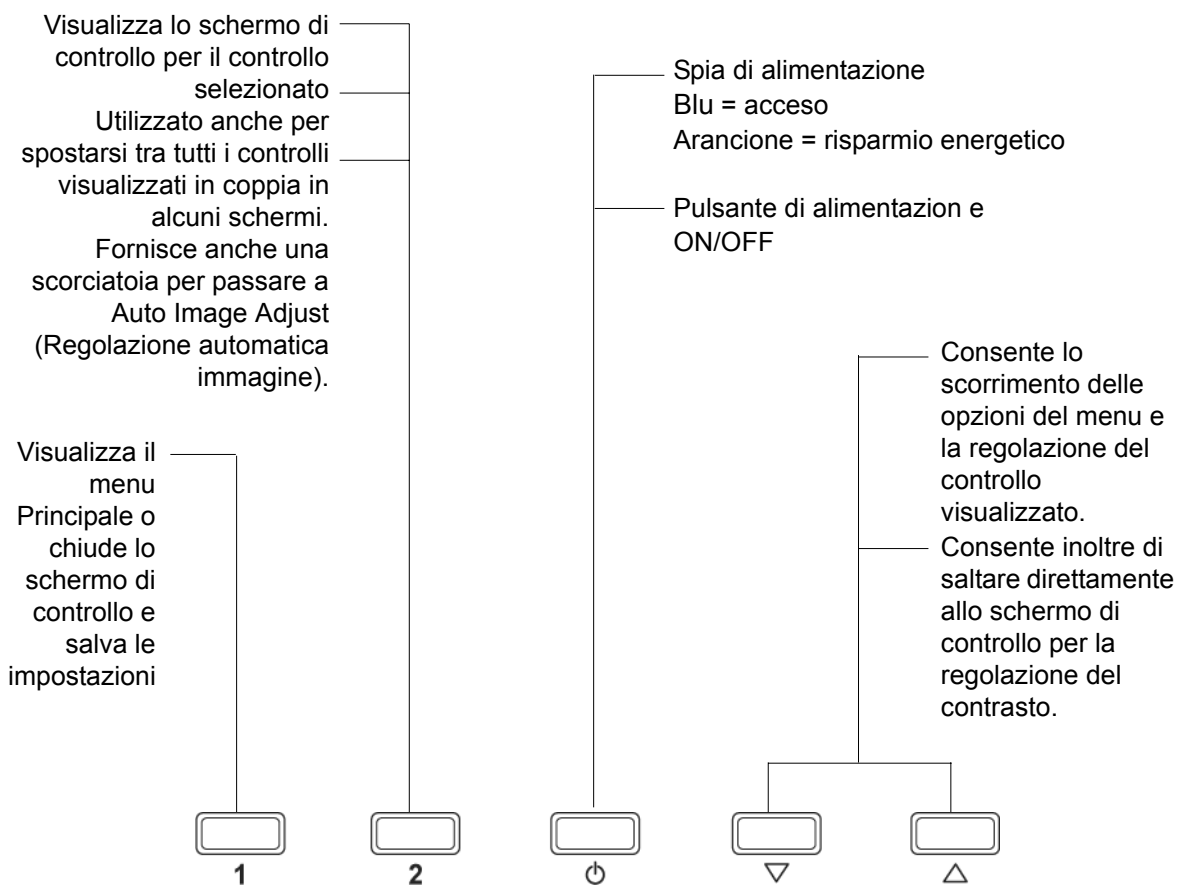 Visualizza lo schermo di
controllo per il controllo
selezionato
Utilizzato anche per
spostarsi tra tutti i controlli
visualizzati in coppia in
alcuni schermi.
Fornisce anche una
scorciatoia per passare a
Auto Image Adjust
(Regolazione automatica
immagine).
Visualizza il
menu
Principale o
chiude lo
schermo di
controllo e
salva le
impostazioni
Spia di alimentazione
Blu = acceso
Arancione = risparmio energetico
Pulsante di alimentazion e
ON/OFF
Consente lo
scorrimento delle
opzioni del menu e
la regolazione del
controllo
visualizzato.
Consente inoltre di
saltare direttamente
allo schermo di
controllo per la
regolazione del
contrasto.
1
2